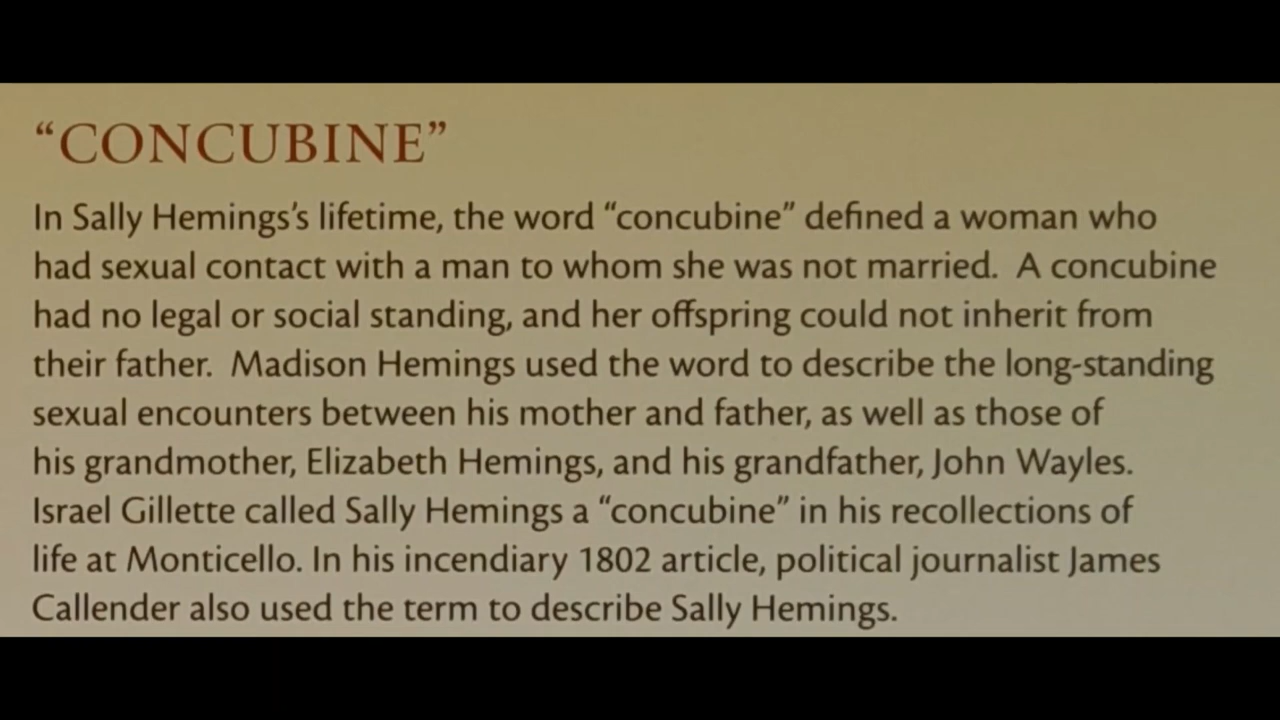 “CONCUBINE”
In Sally Hemings’s lifetime, the word “concubine” defined a woman who
had sexual contact with a man to whom she was not married.  A concubine
had no legal or social standing, and her offspring could not inherit from
their father.  Madison Hemings used the word to describe the long-standing
sexual encounters between his mother and father, as well as those of
his grandmother, Elizabeth Hemings, and his grandfather, John Wayles.
Israel Gillette called Sally Hemings a “concubine” in his recollections of
life at Monticello. In his incendiary 1802 article, political journalist James
Callender also used the term to describe Sally Hemings.